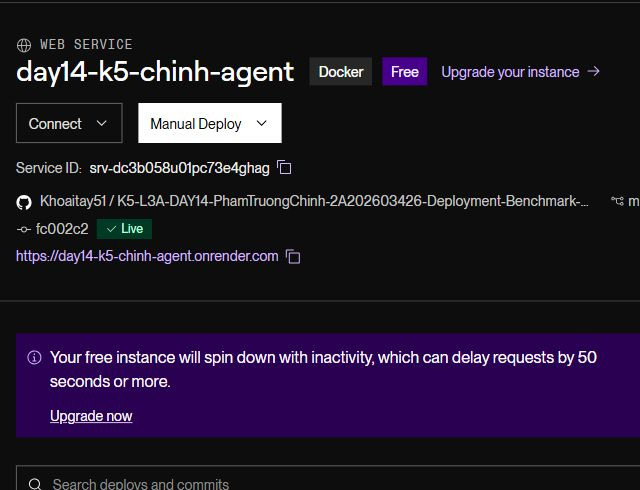 WEB SERVICE
day14-k5-chinh-agent Docker Free Upgrade your instance →
Connect Manual Deploy
Service ID: srv-dc3b058u01pc73e4ghag
Khoaitay51 / K5-L3A-DAY14-PhamTruongChinh-2A202603426-Deployment-Benchmark-...
fc002c2 Live
https://day14-k5-chinh-agent.onrender.com
Your free instance will spin down with inactivity, which can delay requests by 50
seconds or more.
Upgrade now
Search deploys and commits